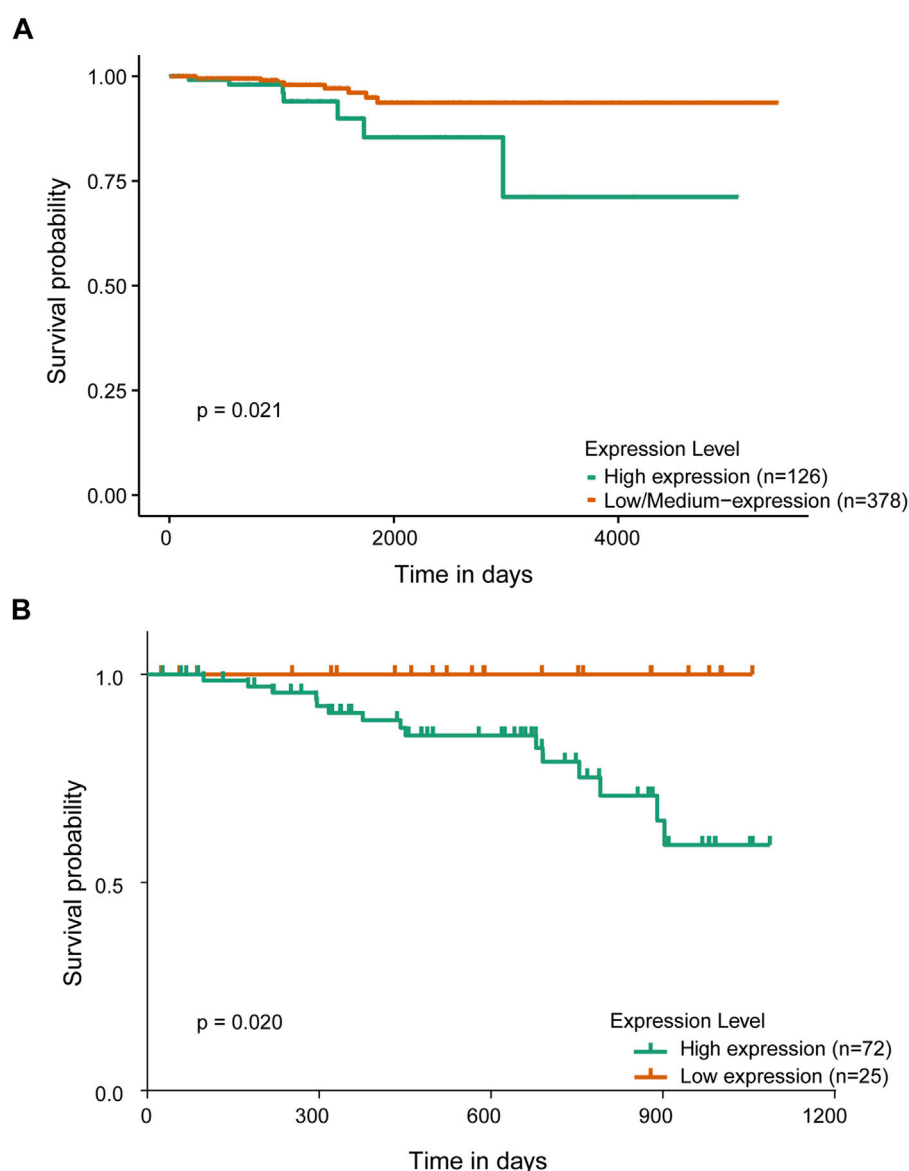 A
1.00
0.75
0.50
0.25
0.00
Survival probability
p = 0.021
Expression Level
High expression (n=126)
Low/Medium−expression (n=378)
0 2000 4000
Time in days
B
1.0
0.5
0.0
Survival probability
p = 0.020
Expression Level
High expression (n=72)
Low expression (n=25)
0 300 600 900 1200
Time in days